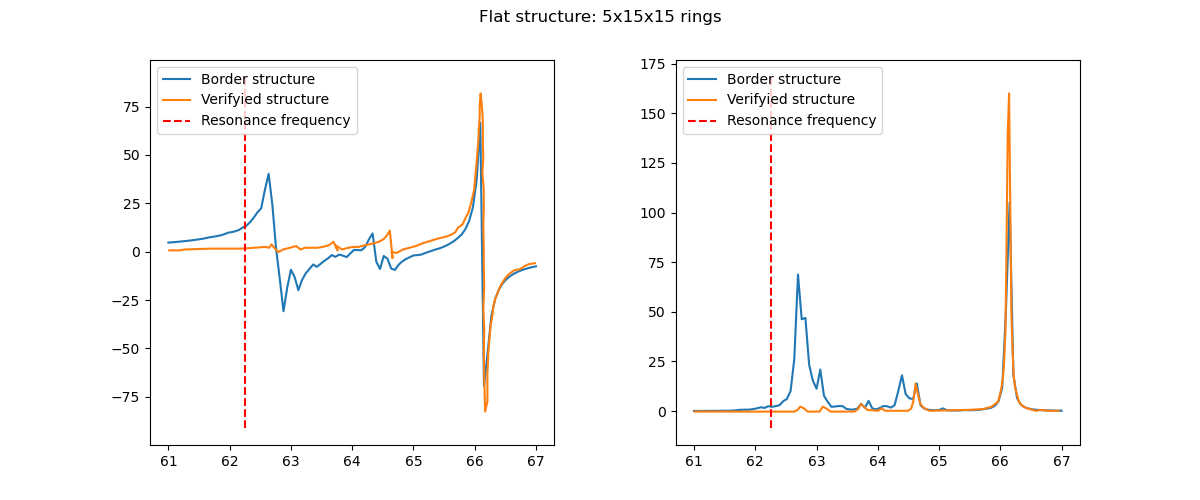 Flat structure: 5x15x15 rings
Border structure
Verifyied structure
Resonance frequency
75
50
25
0
−25
−50
−75
61 62 63 64 65 66 67
Border structure
Verifyied structure
Resonance frequency
175
150
125
100
75
50
25
0
61 62 63 64 65 66 67